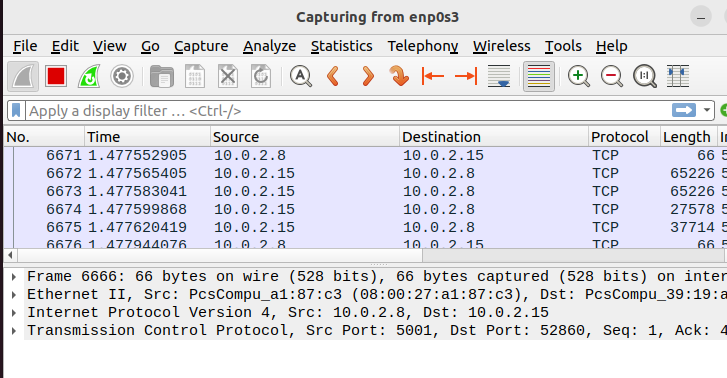 Capturing from enp0s3
File Edit View Go Capture Analyze Statistics Telephony Wireless Tools Help
Apply a display filter … <Ctrl-/>
No. Time Source Destination Protocol Length
6671 1.477552905 10.0.2.8 10.0.2.15 TCP 66
6672 1.477565405 10.0.2.15 10.0.2.8 TCP 65226
6673 1.477583041 10.0.2.15 10.0.2.8 TCP 65226
6674 1.477599868 10.0.2.15 10.0.2.8 TCP 27578
6675 1.477620419 10.0.2.15 10.0.2.8 TCP 37714
6676 1.477944076 10.0.2.8 10.0.2.15 TCP 66
Frame 6666: 66 bytes on wire (528 bits), 66 bytes captured (528 bits) on inter
Ethernet II, Src: PcsCompu_a1:87:c3 (08:00:27:a1:87:c3), Dst: PcsCompu_39:19:a
Internet Protocol Version 4, Src: 10.0.2.8, Dst: 10.0.2.15
Transmission Control Protocol, Src Port: 5001, Dst Port: 52860, Seq: 1, Ack: 4